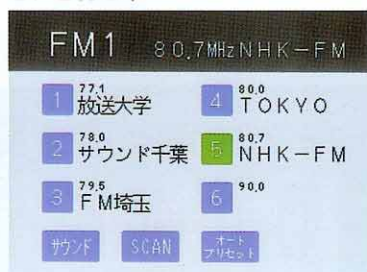 FM1 80.7MHz NHK-FM
1 77.1 放送大学
4 80.0 TOKYO
2 78.0 サウンド千葉
5 80.7 NHK-FM
3 79.5 FM埼玉
6 90.0
サウンド SCAN オートプリセット